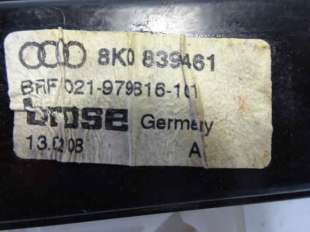 8K0 839461
BRF 021-979816-101
brose Germany
13.02.08 A